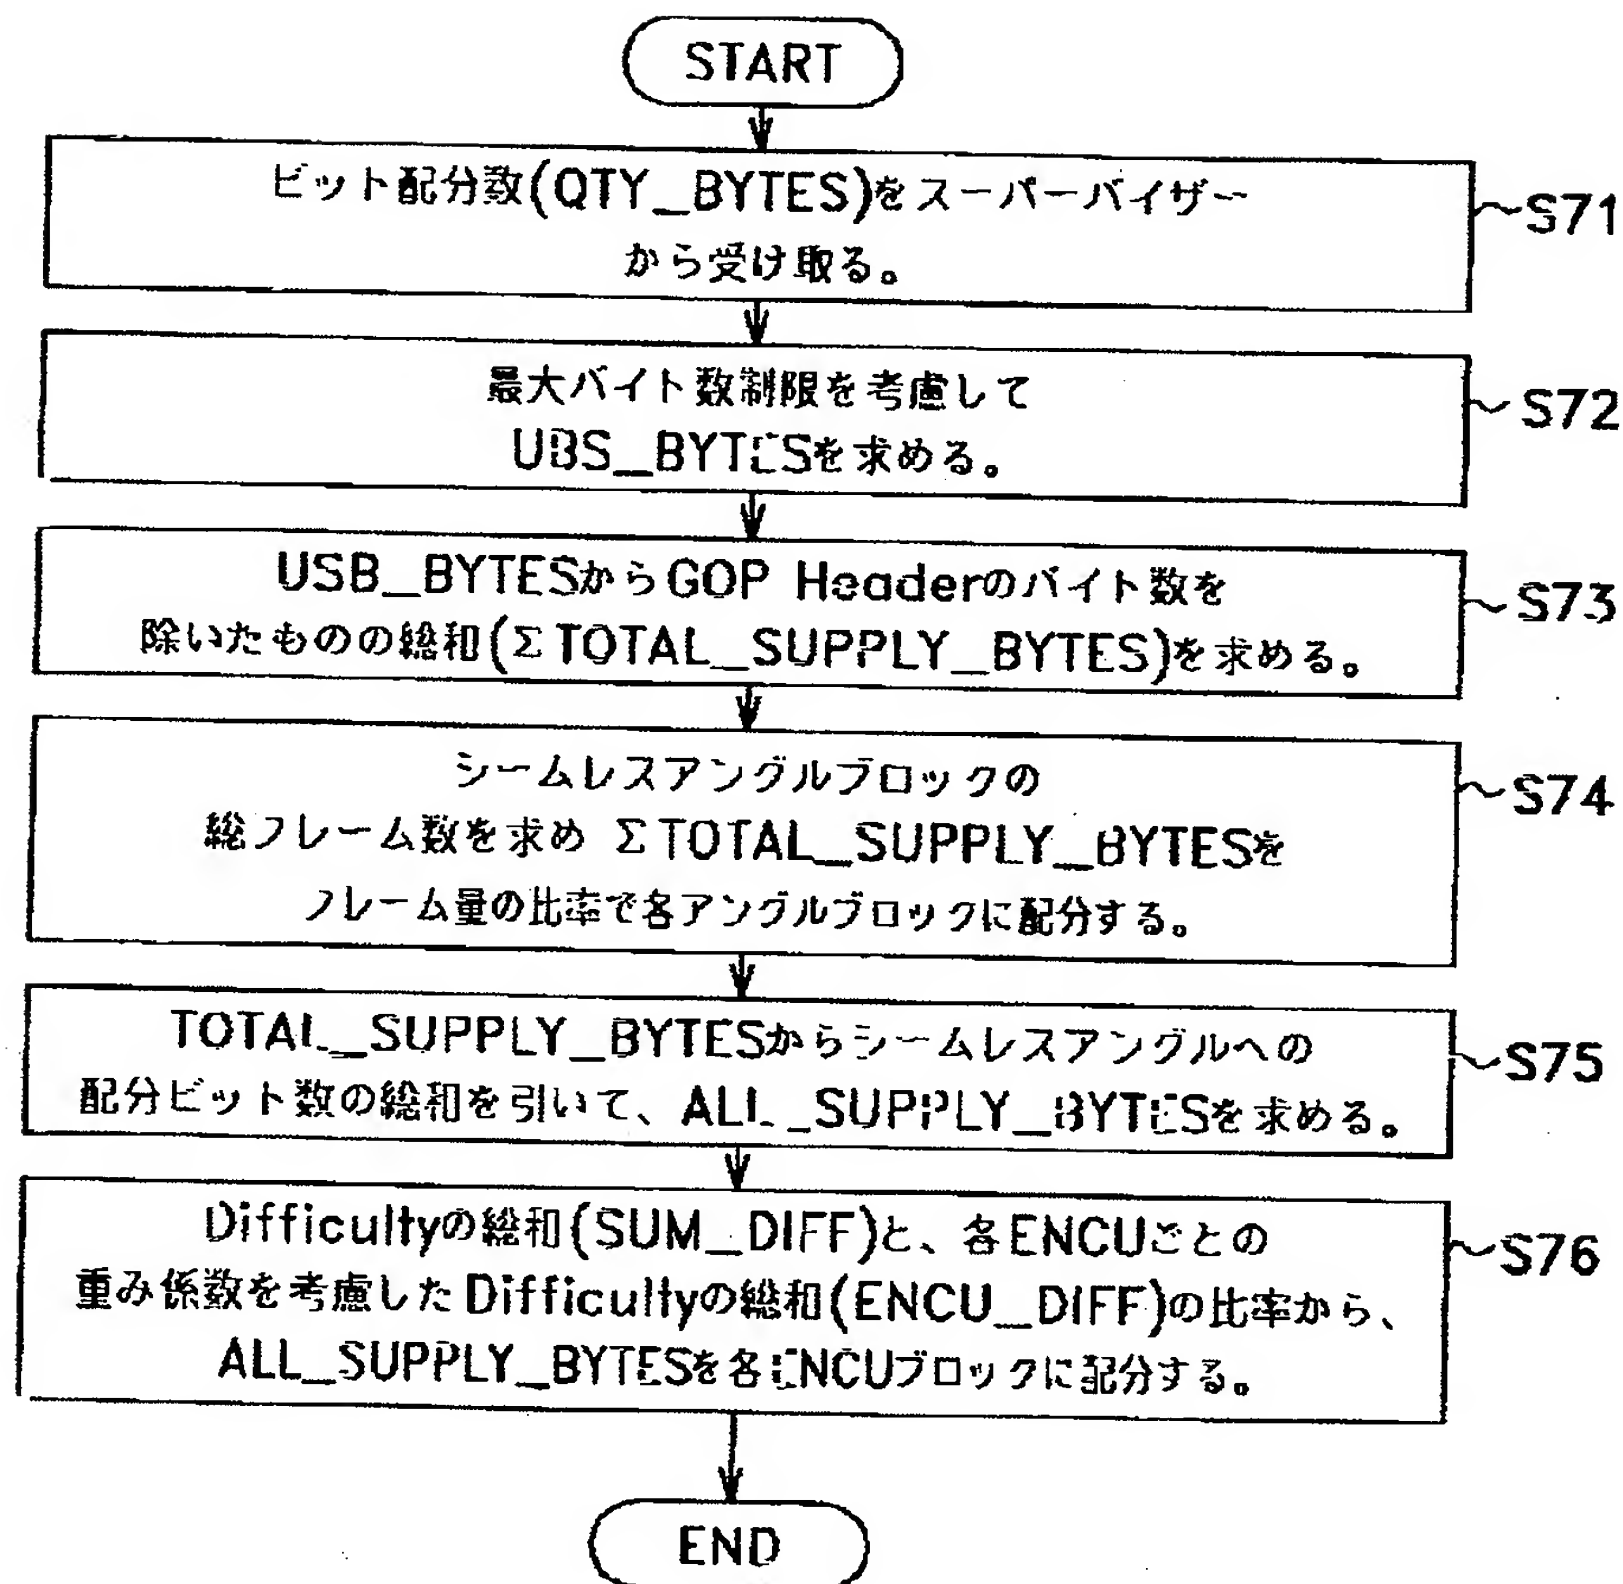 START
ビット配分数(QTY_BYTES)をスーパーバイザー
から受け取る。
S71
最大バイト数制限を考慮して
UBS_BYTESを求める。
S72
USB_BYTESからGOP Headerのバイト数を
除いたものの総和(ΣTOTAL_SUPPLY_BYTES)を求める。
S73
シームレスアングルブロックの
総フレーム数を求め ΣTOTAL_SUPPLY_BYTESを
フレーム量の比率で各アングルブロックに配分する。
S74
TOTAL_SUPPLY_BYTESからシームレスアングルへの
配分ビット数の総和を引いて、ALL_SUPPLY_BYTESを求める。
S75
Difficultyの総和(SUM_DIFF)と、各ENCUごとの
重み係数を考慮したDifficultyの総和(ENCU_DIFF)の比率から、
ALL_SUPPLY_BYTESを各ENCUブロックに配分する。
S76
END